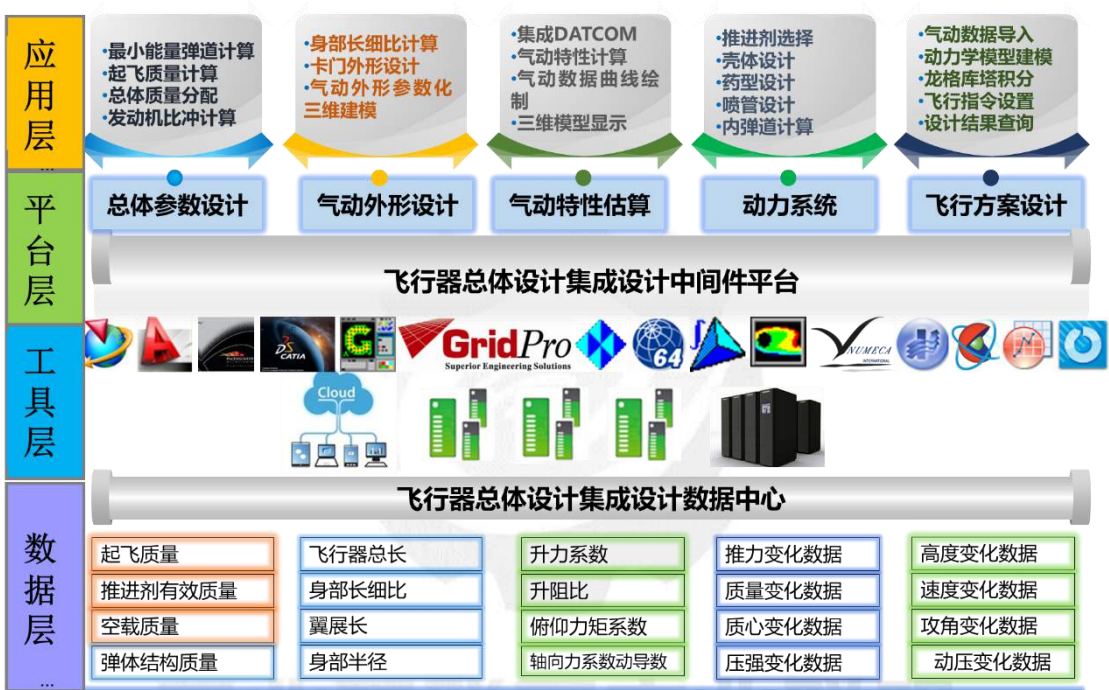 应用层
...
•最小能量弹道计算
•起飞质量计算
•总体质量分配
•发动机比冲计算
•身部长细比计算
•卡门外形设计
•气动外形参数化
三维建模
•集成DATCOM
•气动特性计算
•气动数据曲线绘
制
•三维模型显示
•推进剂选择
•壳体设计
•药型设计
•喷管设计
•内弹道计算
•气动数据导入
•动力学模型建模
•龙格库塔积分
•飞行指令设置
•设计结果查询
平台层
总体参数设计
气动外形设计
气动特性估算
动力系统
飞行方案设计
飞行器总体设计集成设计中间件平台
工具层
CATIA
GridPro
Superior Engineering Solutions
64
NUMECA
INTERNATIONAL
Cloud
飞行器总体设计集成设计数据中心
数据层
...
起飞质量
推进剂有效质量
空载质量
弹体结构质量
飞行器总长
身部长细比
翼展长
身部半径
升力系数
升阻比
俯仰力矩系数
轴向力系数动导数
推力变化数据
质量变化数据
质心变化数据
压强变化数据
高度变化数据
速度变化数据
攻角变化数据
动压变化数据